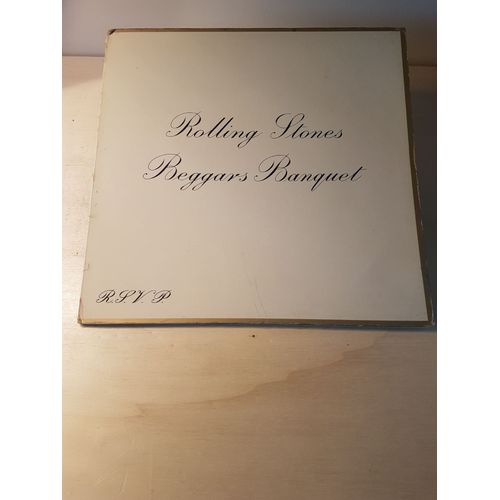 Rolling Stones
Beggars Banquet
R.S.V.P.